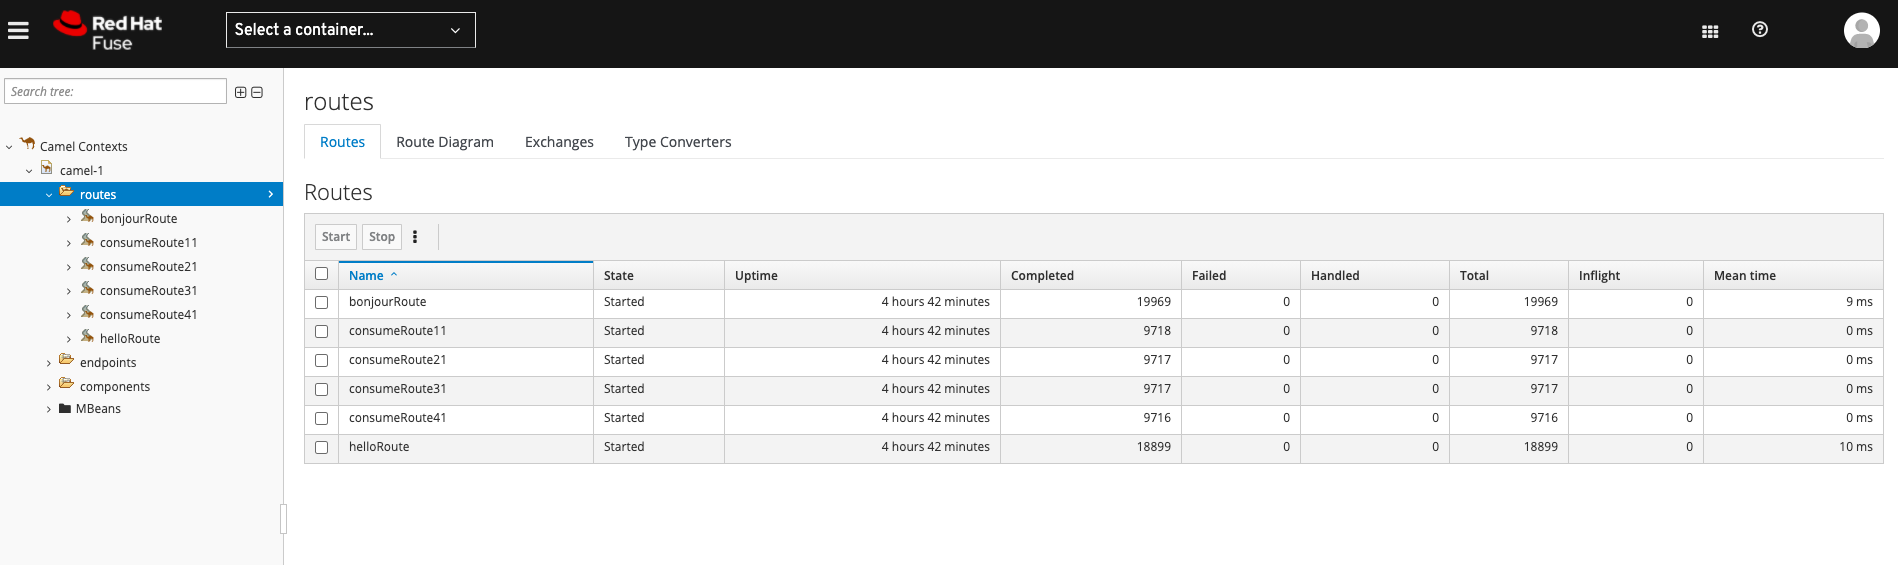 Red Hat
Fuse
Select a container...
Search tree:
Camel Contexts
camel-1
routes
bonjourRoute
consumeRoute11
consumeRoute21
consumeRoute31
consumeRoute41
helloRoute
endpoints
components
MBeans
routes
Routes Route Diagram Exchanges Type Converters
Routes
Start Stop
Name State Uptime Completed Failed Handled Total Inflight Mean time
bonjourRoute Started 4 hours 42 minutes 19969 0 0 19969 0 9 ms
consumeRoute11 Started 4 hours 42 minutes 9718 0 0 9718 0 0 ms
consumeRoute21 Started 4 hours 42 minutes 9717 0 0 9717 0 0 ms
consumeRoute31 Started 4 hours 42 minutes 9717 0 0 9717 0 0 ms
consumeRoute41 Started 4 hours 42 minutes 9716 0 0 9716 0 0 ms
helloRoute Started 4 hours 42 minutes 18899 0 0 18899 0 10 ms